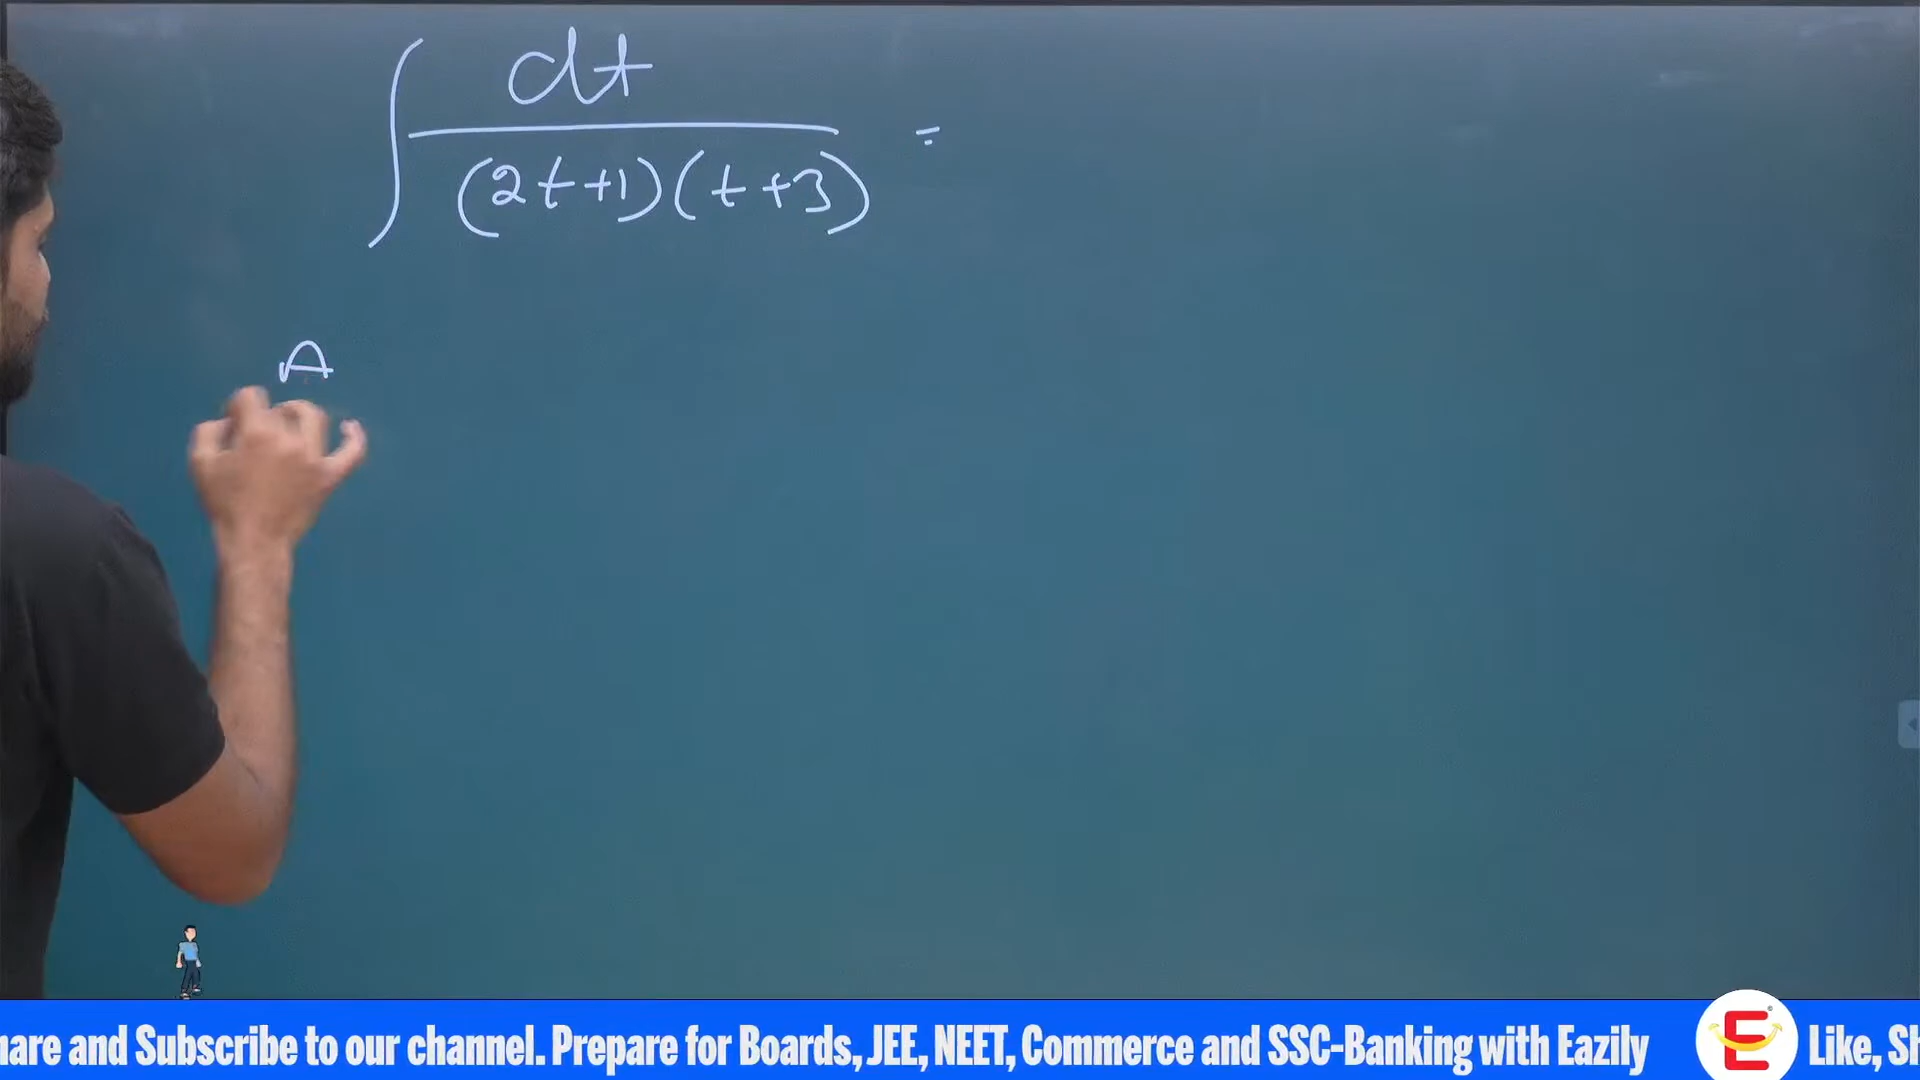 ∫ dt / (2t+1)(t+3) =
A
hare and Subscribe to our channel. Prepare for Boards, JEE, NEET, Commerce and SSC-Banking with Eazily E Like, Sh